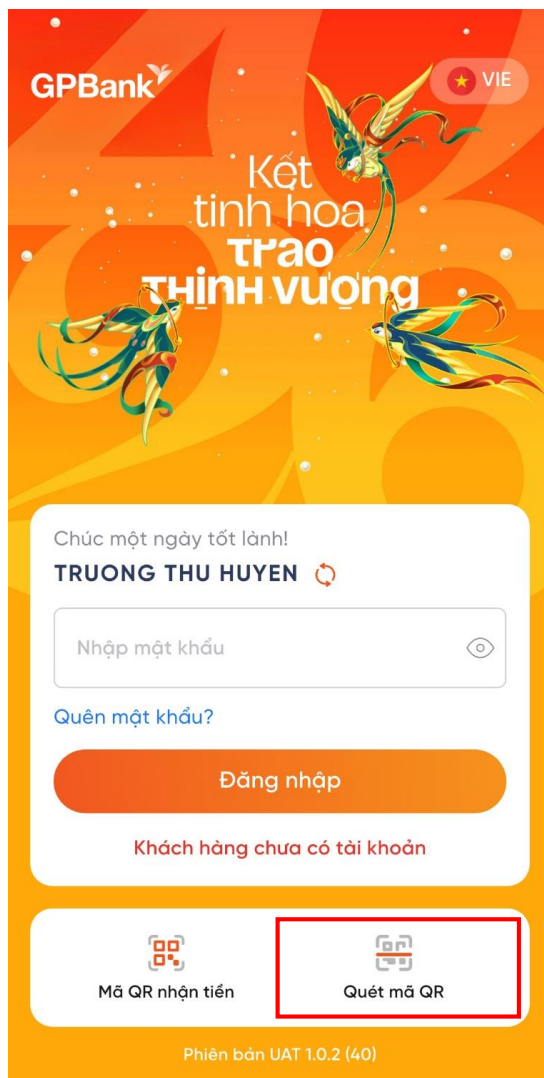 GPBank
VIE
Kết
tinh hoa
Trao
Thịnh vượng
Chúc một ngày tốt lành!
TRUONG THU HUYEN
Nhập mật khẩu
Quên mật khẩu?
Đăng nhập
Khách hàng chưa có tài khoản
Mã QR nhận tiền
Quét mã QR
Phiên bản UAT 1.0.2 (40)